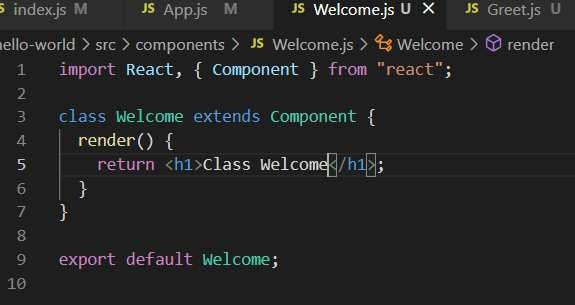 index.js M JS App.js M JS Welcome.js U JS Greet.js U
hello-world > src > components > JS Welcome.js > Welcome > render
1 import React, { Component } from "react";
2
3 class Welcome extends Component {
4 render() {
5 return <h1>Class Welcome</h1>;
6 }
7 }
8
9 export default Welcome;
10